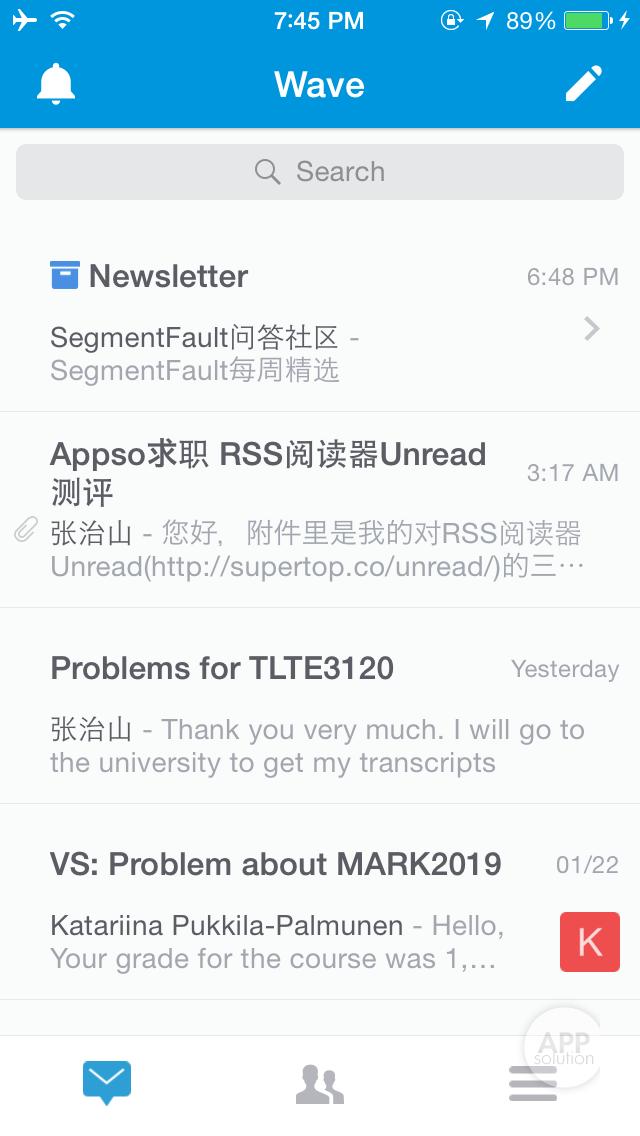 7:45 PM
89%
Wave
Search
Newsletter
6:48 PM
SegmentFault问答社区 -
SegmentFault每周精选
Appso求职 RSS阅读器Unread
测评
3:17 AM
张治山 - 您好，附件里是我的对RSS阅读器
Unread(http://supertop.co/unread/)的三…
Problems for TLTE3120
Yesterday
张治山 - Thank you very much. I will go to
the university to get my transcripts
VS: Problem about MARK2019
01/22
Katariina Pukkila-Palmunen - Hello,
Your grade for the course was 1,...
K
APP
solution